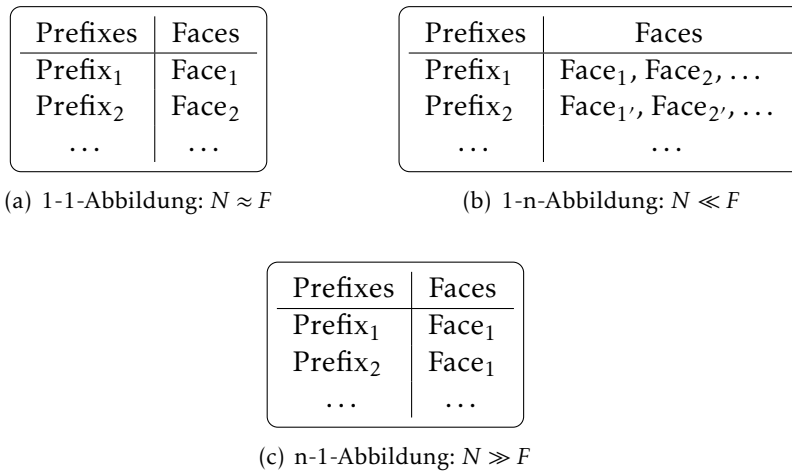 Prefixes Faces
Prefix₁ Face₁
Prefix₂ Face₂
... ...
(a) 1-1-Abbildung: N ≈ F
Prefixes Faces
Prefix₁ Face₁, Face₂, ...
Prefix₂ Face₁′, Face₂′, ...
... ...
(b) 1-n-Abbildung: N ≪ F
Prefixes Faces
Prefix₁ Face₁
Prefix₂ Face₁
... ...
(c) n-1-Abbildung: N ≫ F